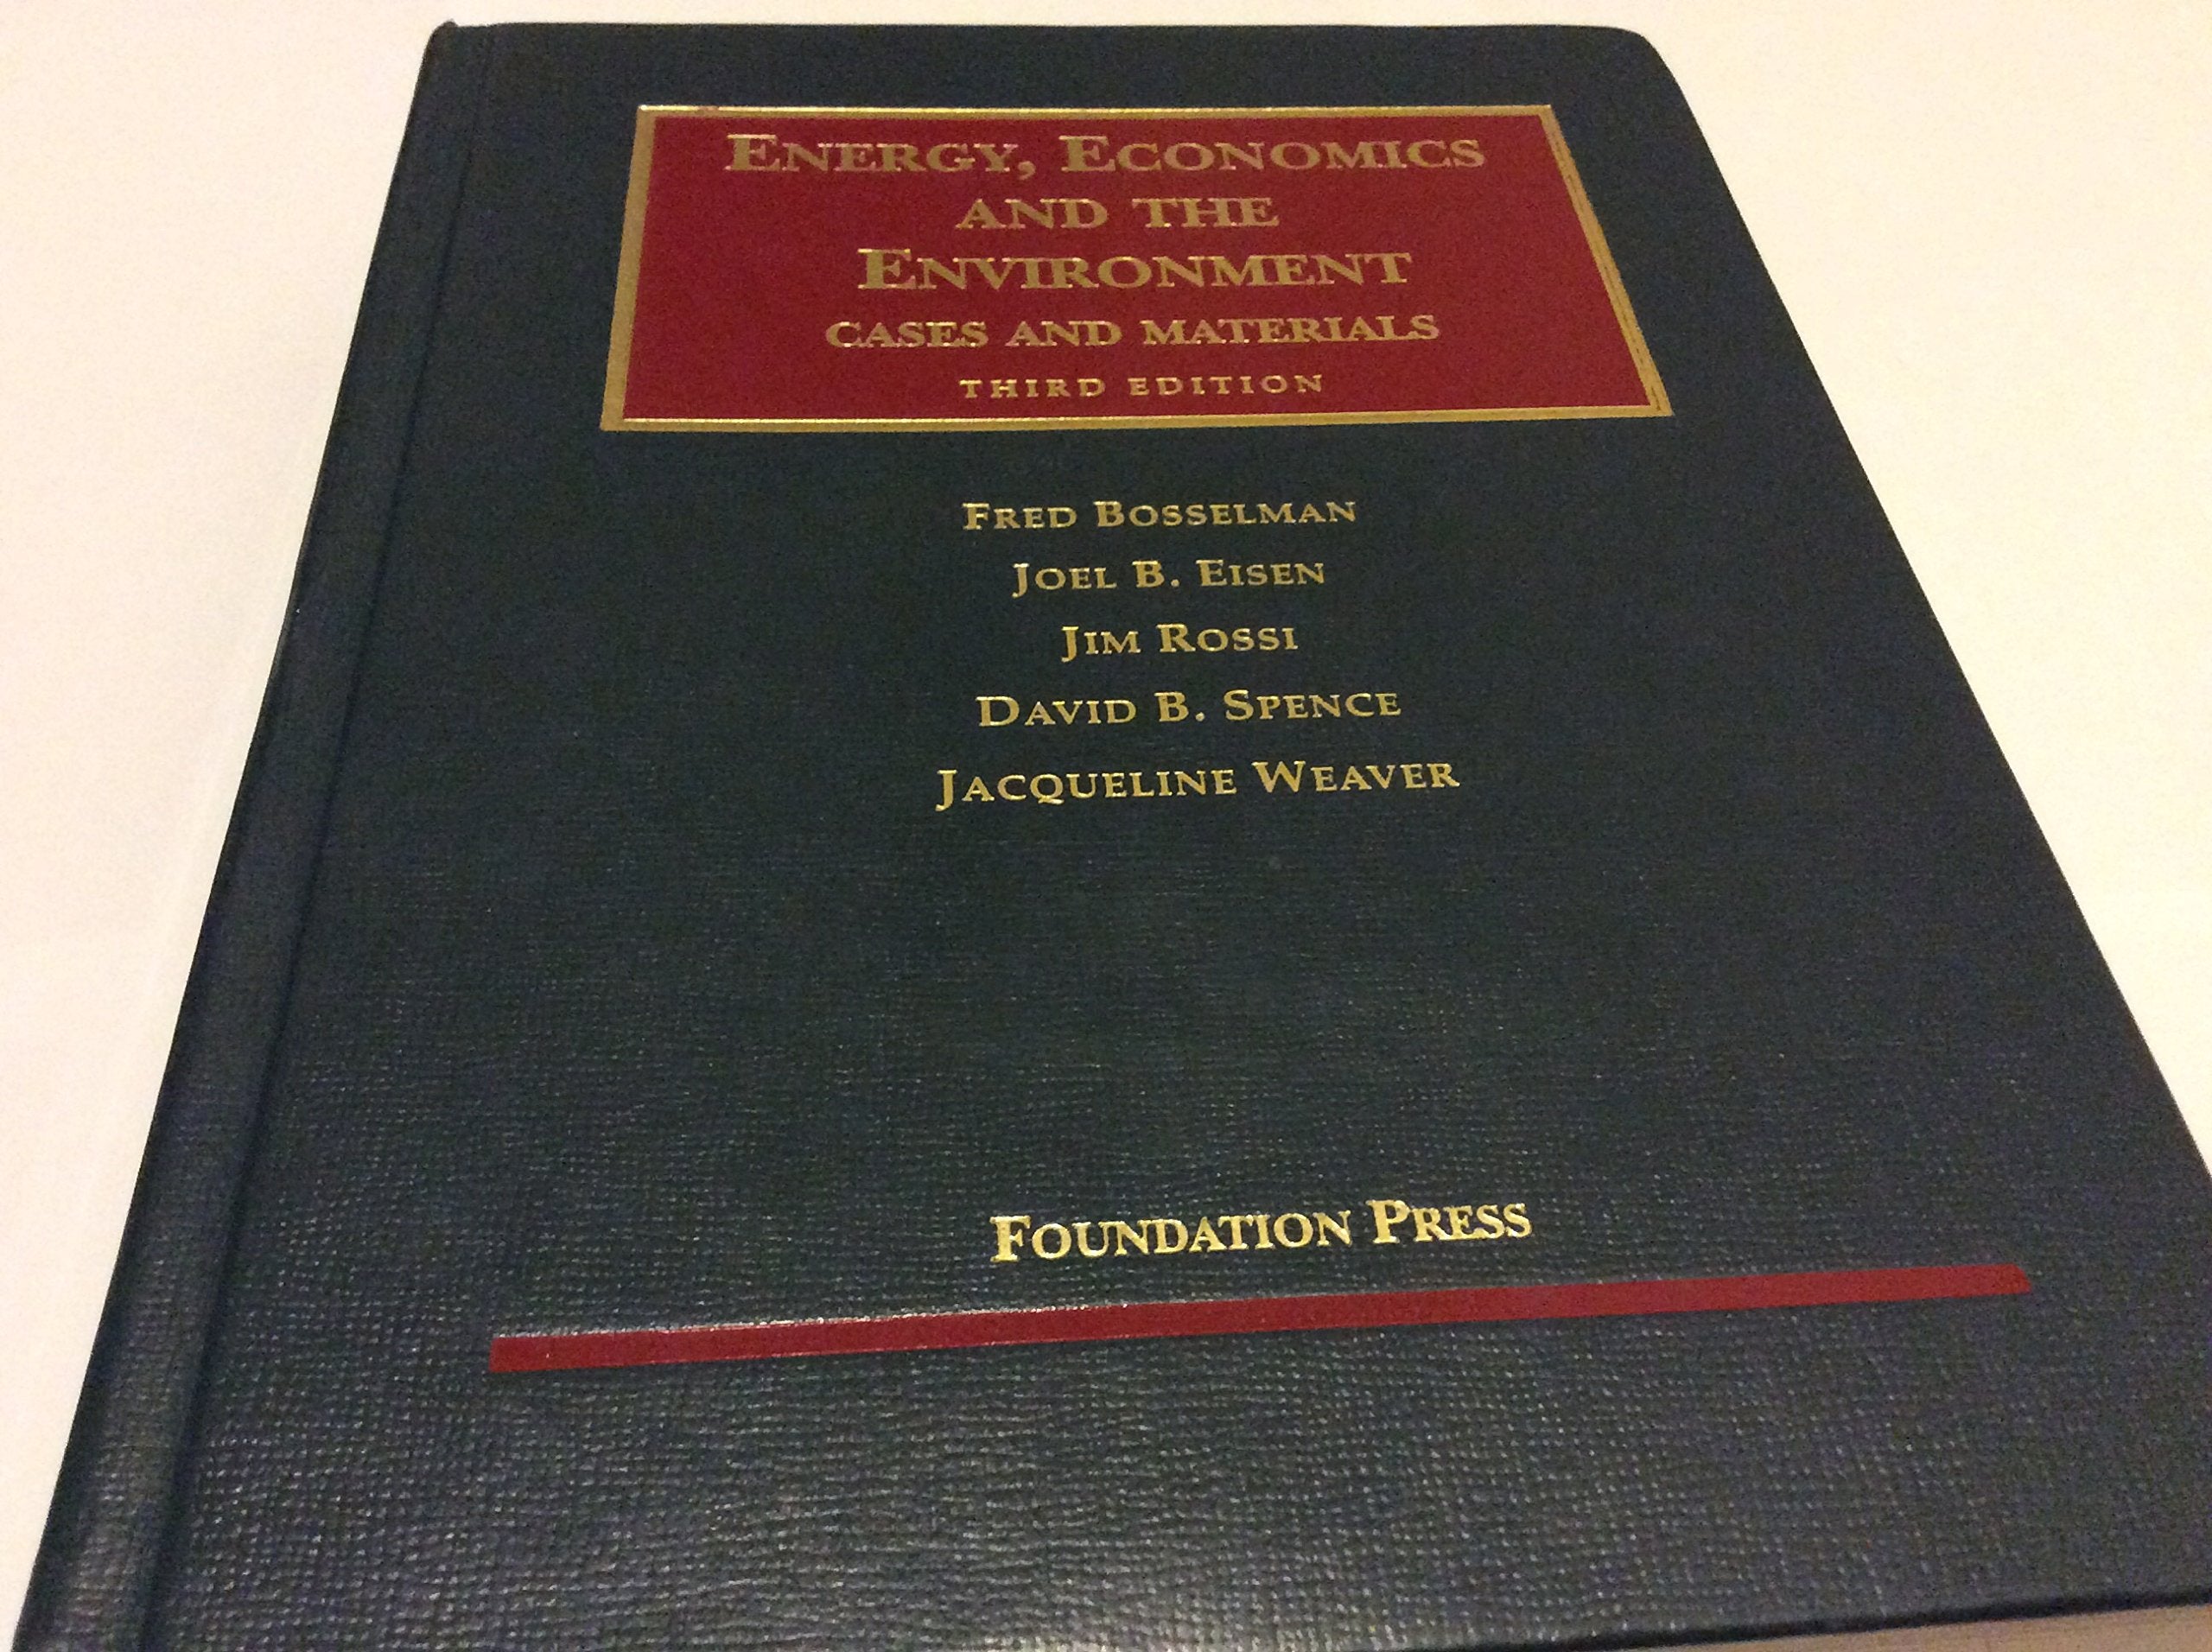 ENERGY, ECONOMICS
AND THE
ENVIRONMENT
CASES AND MATERIALS
THIRD EDITION
FRED BOSSELMAN
JOEL B. EISEN
JIM ROSSI
DAVID B. SPENCE
JACQUELINE WEAVER
FOUNDATION PRESS